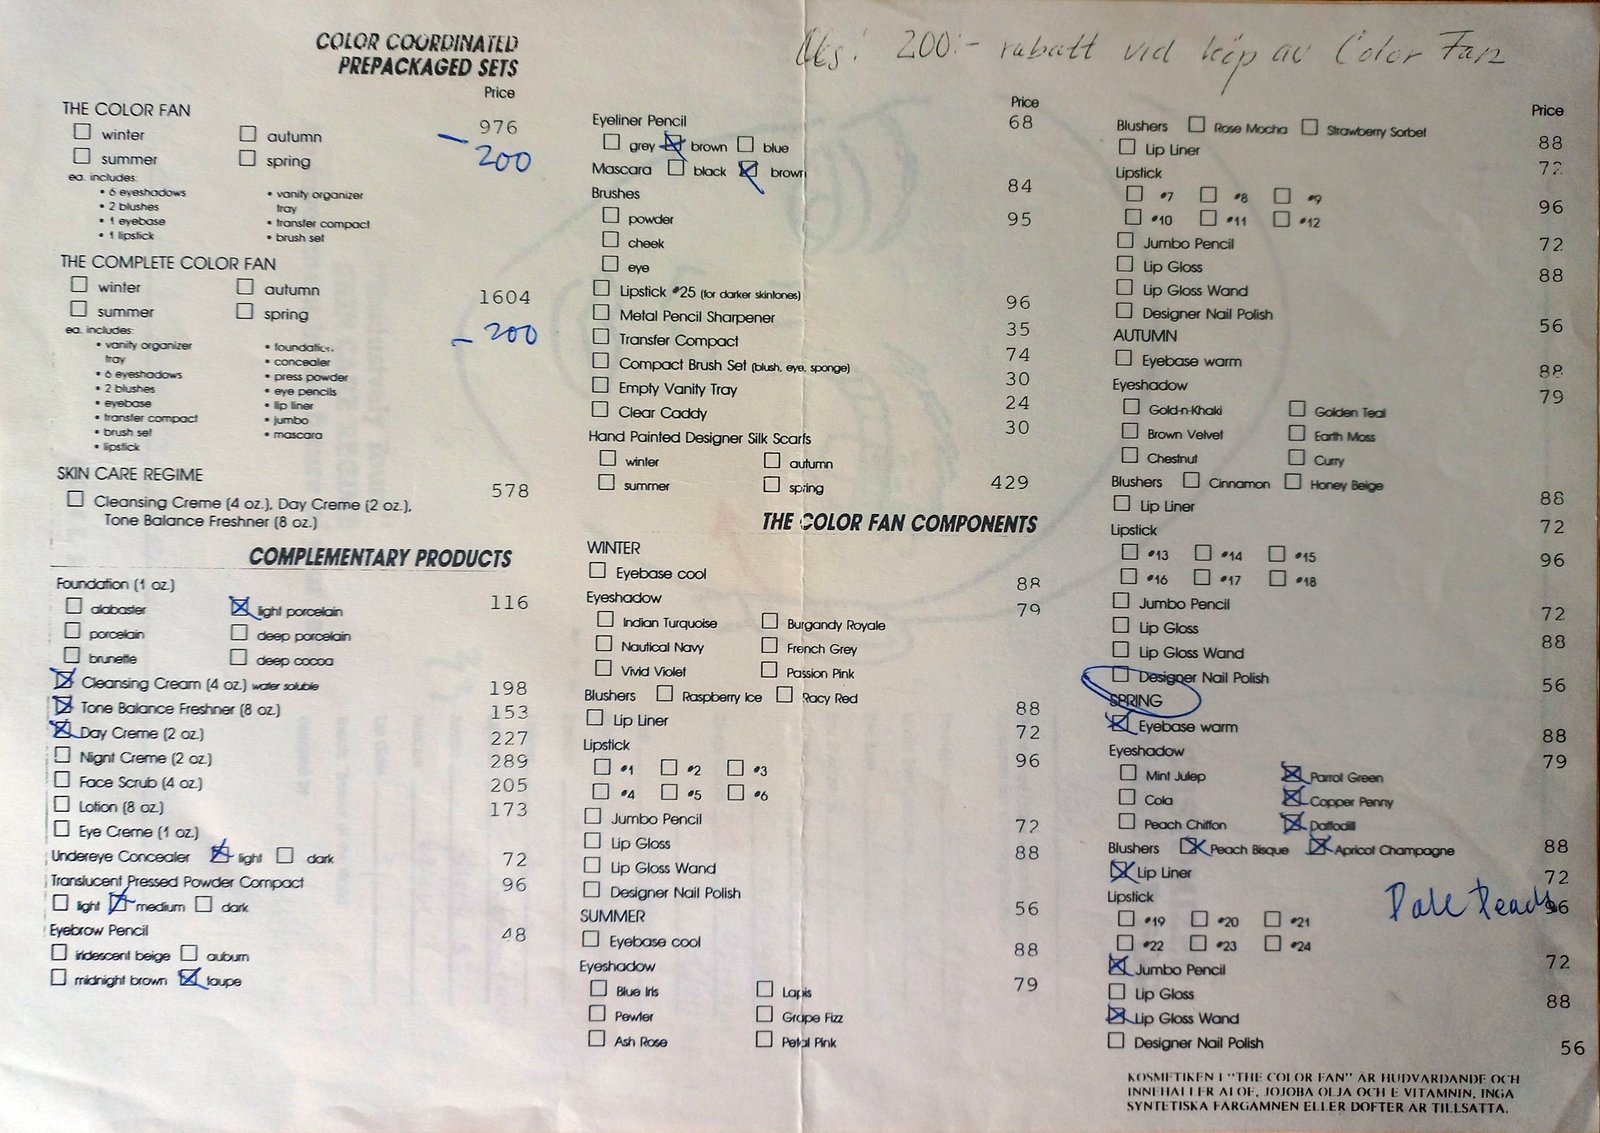 COLOR COORDINATED
PREPACKAGED SETS
Price
THE COLOR FAN
☐ winter ☐ autumn 976
☐ summer ☐ spring - 200
ea. includes:
• 6 eyeshadows • vanity organizer
• 2 blushes tray
• 1 eyebase • transfer compact
• 1 lipstick • brush set
THE COMPLETE COLOR FAN
☐ winter ☐ autumn 1604
☐ summer ☐ spring - 200
ea. includes:
• vanity organizer • foundation
tray • concealer
• 6 eyeshadows • press powder
• 2 blushes • eye pencils
• eyebase • lip liner
• transfer compact • jumbo
• brush set • mascara
• lipstick
SKIN CARE REGIME 578
☐ Cleansing Creme (4 oz.), Day Creme (2 oz.),
Tone Balance Freshner (8 oz.)
COMPLEMENTARY PRODUCTS
Foundation (1 oz.)
☐ alabaster ☒ light porcelain 116
☐ porcelain ☐ deep porcelain
☐ brunette ☐ deep cocoa
☒ Cleansing Cream (4 oz.) water soluble 198
☒ Tone Balance Freshner (8 oz.) 153
☒ Day Creme (2 oz.) 227
☐ Nignt Creme (2 oz.) 289
☐ Face Scrub (4 oz.) 205
☐ Lotion (8 oz.) 173
☐ Eye Creme (1 oz.)
Undereye Concealer ☒ light ☐ dark 72
Translucent Pressed Powder Compact 96
☐ light ☒ medium ☐ dark
Eyebrow Pencil 48
☐ iridescent beige ☐ auburn
☐ midnight brown ☒ taupe
200:- rabatt vid köp av Color Fan
Price
Eyeliner Pencil 68
☐ grey ☒ brown ☐ blue
Mascara ☐ black ☒ brown 84
Brushes
☐ powder 95
☐ cheek
☐ eye
☐ Lipstick #25 (for darker skintones) 96
☐ Metal Pencil Sharpener 35
☐ Transfer Compact 74
☐ Compact Brush Set (blush, eye, sponge) 30
☐ Empty Vanity Tray 24
☐ Clear Caddy 30
Hand Painted Designer Silk Scarfs
☐ winter ☐ autumn
☐ summer ☐ spring 429
THE COLOR FAN COMPONENTS
WINTER
☐ Eyebase cool 88
Eyeshadow 79
☐ Indian Turquoise ☐ Burgandy Royale
☐ Nautical Navy ☐ French Grey
☐ Vivid Violet ☐ Passion Pink
Blushers ☐ Raspberry Ice ☐ Racy Red 88
☐ Lip Liner 72
Lipstick 96
☐ #1 ☐ #2 ☐ #3
☐ #4 ☐ #5 ☐ #6
☐ Jumbo Pencil 72
☐ Lip Gloss 88
☐ Lip Gloss Wand
☐ Designer Nail Polish 56
SUMMER
☐ Eyebase cool 88
Eyeshadow 79
☐ Blue Iris ☐ Lapis
☐ Pewter ☐ Grape Fizz
☐ Ash Rose ☐ Petal Pink
Price
Blushers ☐ Rose Mocha ☐ Strawberry Sorbet 88
☐ Lip Liner 72
Lipstick
☐ #7 ☐ #8 ☐ #9 96
☐ #10 ☐ #11 ☐ #12
☐ Jumbo Pencil 72
☐ Lip Gloss 88
☐ Lip Gloss Wand
☐ Designer Nail Polish 56
AUTUMN
☐ Eyebase warm 88
Eyeshadow 79
☐ Gold-n-Khaki ☐ Golden Teal
☐ Brown Velvet ☐ Earth Moss
☐ Chestnut ☐ Curry
Blushers ☐ Cinnamon ☐ Honey Beige 88
☐ Lip Liner 72
Lipstick
☐ #13 ☐ #14 ☐ #15 96
☐ #16 ☐ #17 ☐ #18
☐ Jumbo Pencil 72
☐ Lip Gloss 88
☐ Lip Gloss Wand
☐ Designer Nail Polish 56
SPRING
☒ Eyebase warm 88
Eyeshadow 79
☐ Mint Julep ☒ Parrot Green
☐ Cola ☒ Copper Penny
☐ Peach Chiffon ☒ Daffodil
Blushers ☒ Peach Bisque ☒ Apricot Champagne 88
☒ Lip Liner 72
Lipstick 96
☐ #19 ☐ #20 ☐ #21
☐ #22 ☐ #23 ☐ #24
☒ Jumbo Pencil 72
☐ Lip Gloss 88
☒ Lip Gloss Wand
☐ Designer Nail Polish 56
KOSMETIKEN I "THE COLOR FAN" ÄR HUDVÅRDANDE OCH
INNEHÅLLER ALOE, JOJOBA OLJA OCH E VITAMNIN. INGA
SYNTETISKA FÄRGÄMNEN ELLER DOFTER ÄR TILLSATTA.